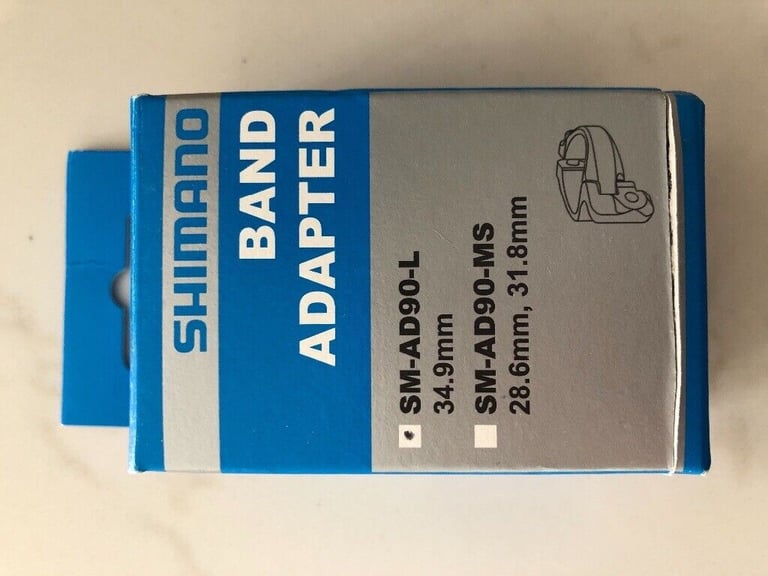 SHIMANO
BAND
ADAPTER
SM-AD90-L
34.9mm
SM-AD90-MS
28.6mm, 31.8mm